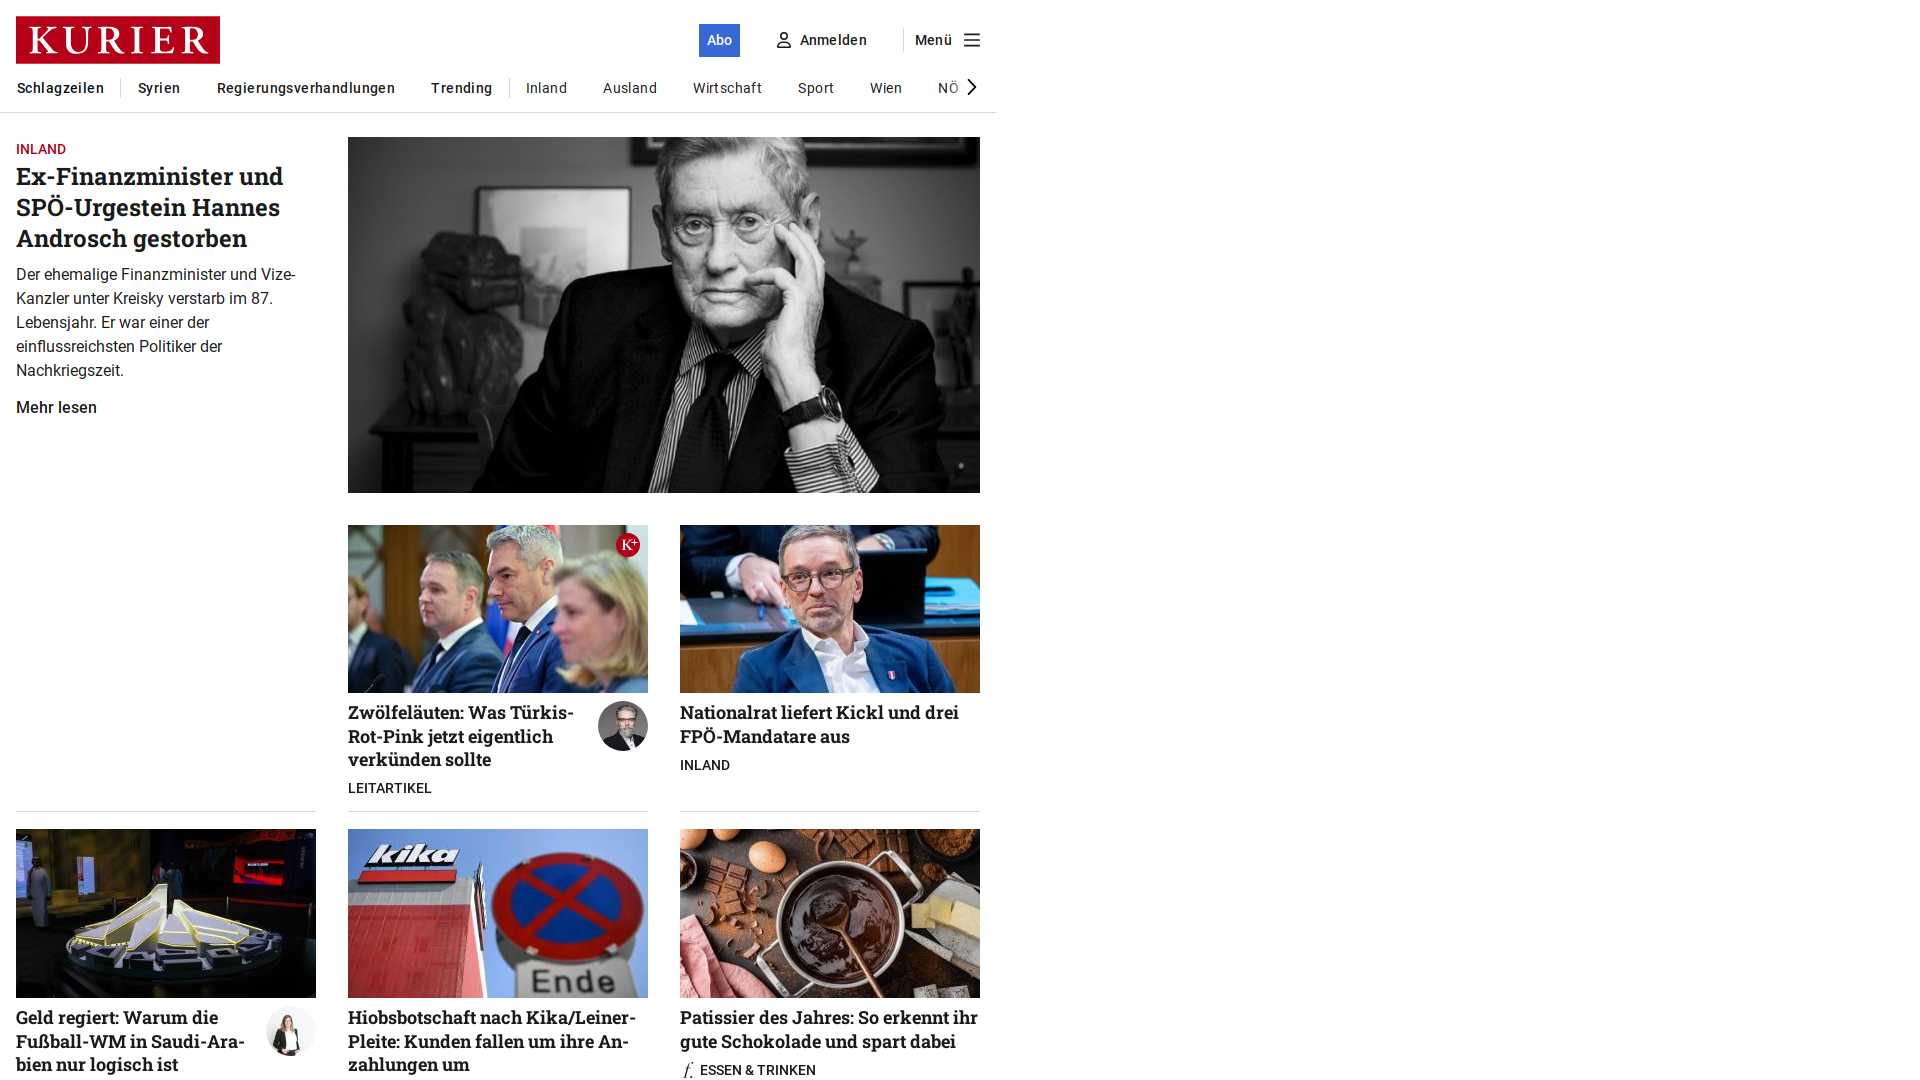 KURIER
Abo
Anmelden
Menü
Schlagzeilen
Syrien
Regierungsverhandlungen
Trending
Inland
Ausland
Wirtschaft
Sport
Wien
NÖ
INLAND
Ex-Finanzminister und
SPÖ-Urgestein Hannes
Androsch gestorben
Der ehemalige Finanzminister und Vize-
Kanzler unter Kreisky verstarb im 87.
Lebensjahr. Er war einer der
einflussreichsten Politiker der
Nachkriegszeit.
Mehr lesen
K+
Zwölfeläuten: Was Türkis-
Rot-Pink jetzt eigentlich
verkünden sollte
LEITARTIKEL
Nationalrat liefert Kickl und drei
FPÖ-Mandatare aus
INLAND
Geld regiert: Warum die
Fußball-WM in Saudi-Ara-
bien nur logisch ist
kika
Ende
Hiobsbotschaft nach Kika/Leiner-
Pleite: Kunden fallen um ihre An-
zahlungen um
Patissier des Jahres: So erkennt ihr
gute Schokolade und spart dabei
f. ESSEN & TRINKEN